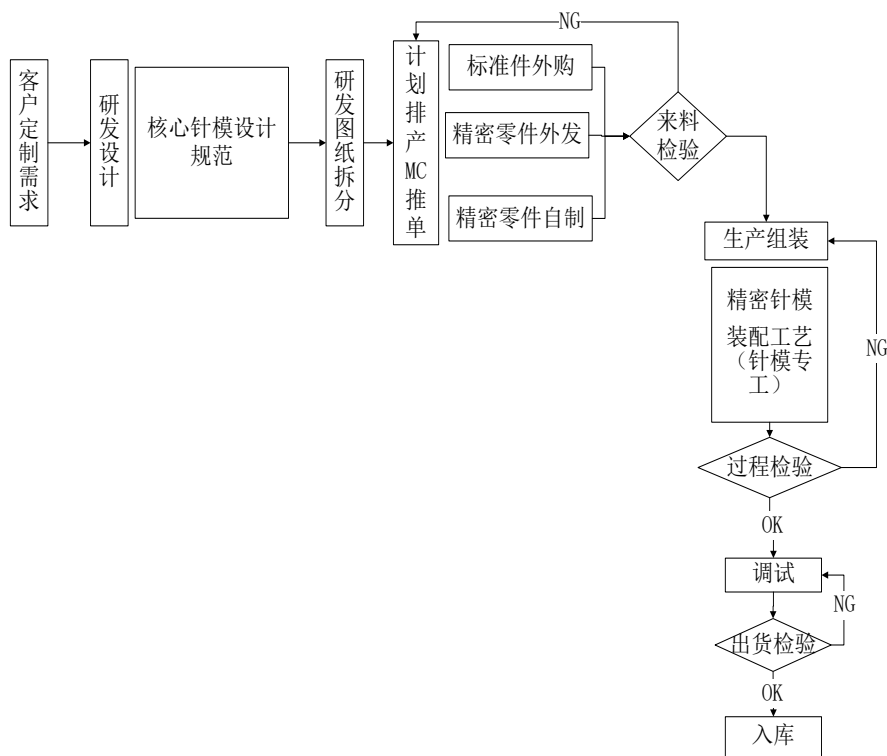 NG
客户定制需求
研发设计
核心针模设计
规范
研发图纸拆分
计划排产MC推单
标准件外购
精密零件外发
精密零件自制
来料
检验
生产组装
精密针模
装配工艺
（针模专
工）
NG
过程检验
OK
调试
NG
出货检验
OK
入库